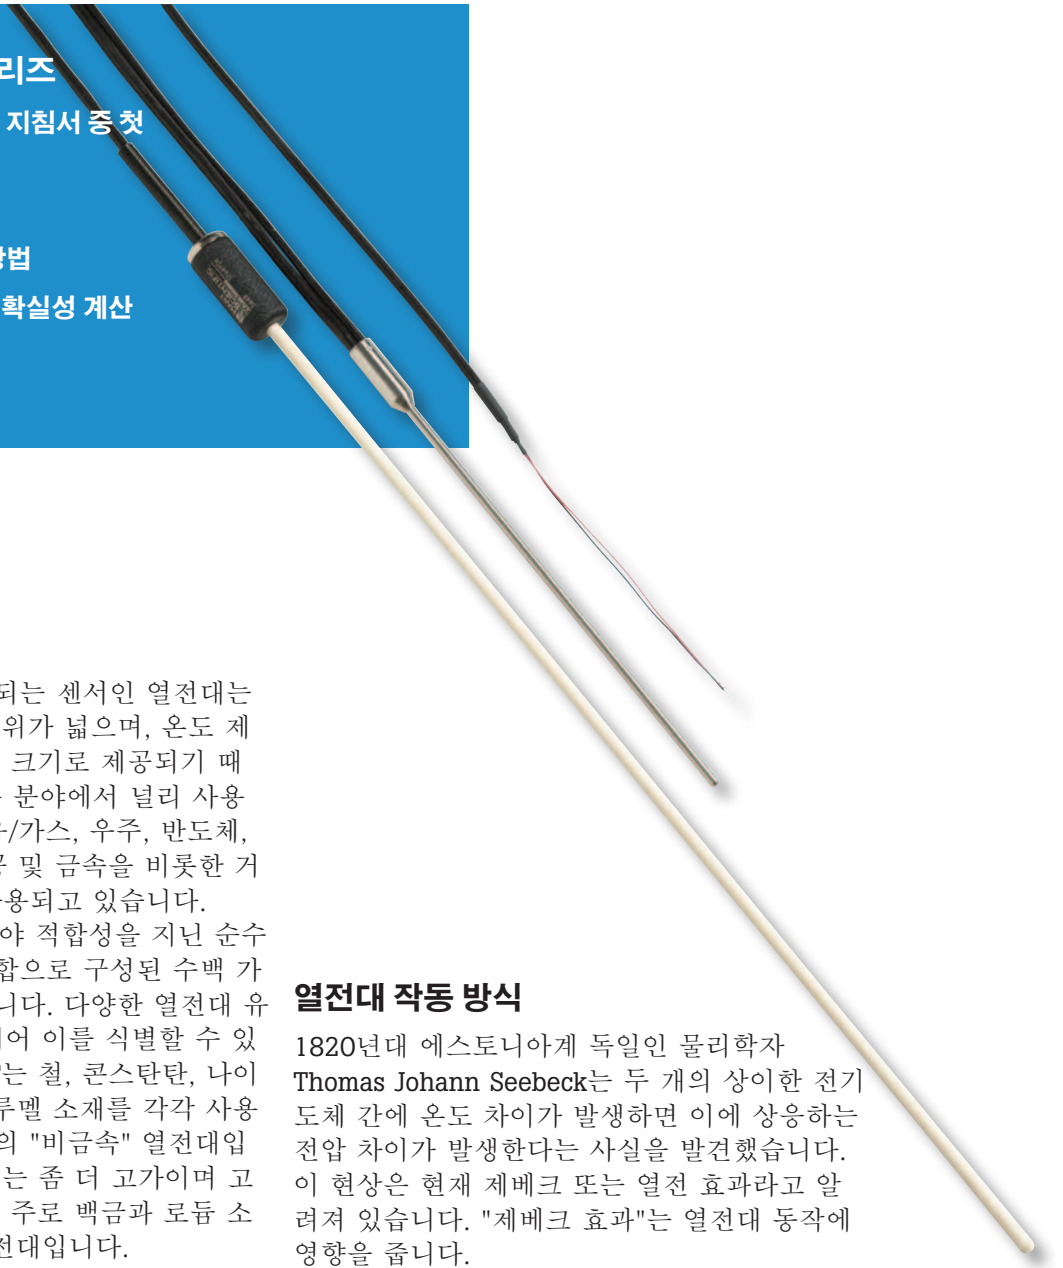 리즈
지침서 중 첫
방법
확실성 계산
되는 센서인 열전대는
위가 넓으며, 온도 제
크기로 제공되기 때
분야에서 널리 사용
/가스, 우주, 반도체,
및 금속을 비롯한 거
용되고 있습니다.
야 적합성을 지닌 순수
합으로 구성된 수백 가
니다. 다양한 열전대 유
어 이를 식별할 수 있
는 철, 콘스탄탄, 나이
루멜 소재를 각각 사용
의 "비금속" 열전대입
는 좀 더 고가이며 고
주로 백금과 로듐 소
전대입니다.
열전대 작동 방식
1820년대 에스토니아계 독일인 물리학자
Thomas Johann Seebeck는 두 개의 상이한 전기
도체 간에 온도 차이가 발생하면 이에 상응하는
전압 차이가 발생한다는 사실을 발견했습니다.
이 현상은 현재 제베크 또는 열전 효과라고 알
려져 있습니다. "제베크 효과"는 열전대 동작에
영향을 줍니다.